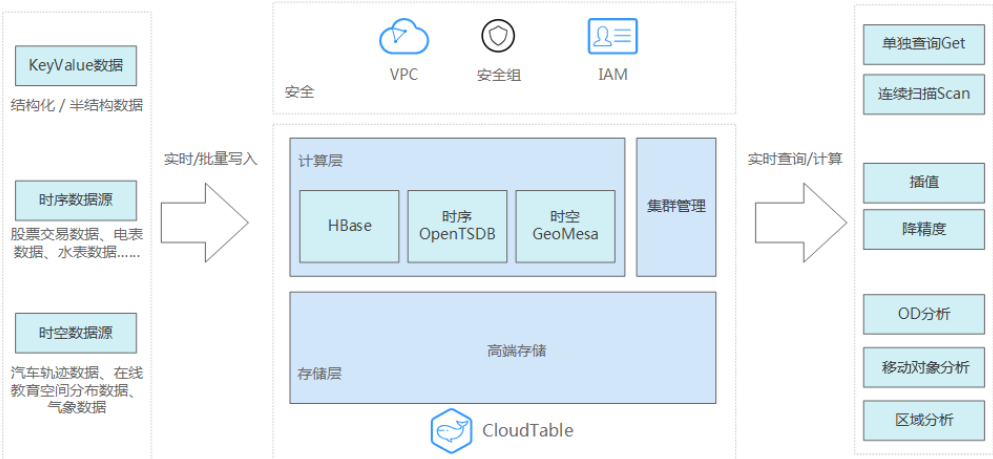 KeyValue数据
结构化 / 半结构数据
时序数据源
股票交易数据、电表
数据、水表数据......
时空数据源
汽车轨迹数据、在线
教育空间分布数据、
气象数据
实时/批量写入
VPC
安全组
IAM
安全
计算层
HBase
时序
OpenTSDB
时空
GeoMesa
集群管理
高端存储
存储层
CloudTable
实时查询/计算
单独查询Get
连续扫描Scan
插值
降精度
OD分析
移动对象分析
区域分析